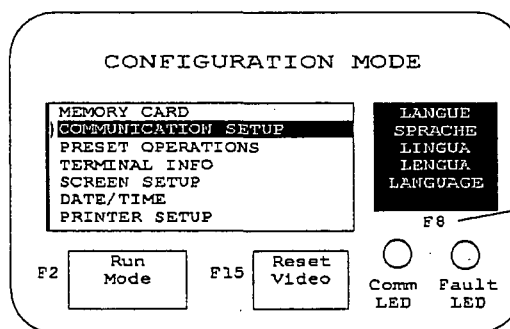 CONFIGURATION MODE
MEMORY CARD
COMMUNICATION SETUP
PRESET OPERATIONS
TERMINAL INFO
SCREEN SETUP
DATE/TIME
PRINTER SETUP
LANGUE
SPRACHE
LINGUA
LENGUA
LANGUAGE
F8
F2
Run
Mode
F15
Reset
Video
Comm
LED
Fault
LED